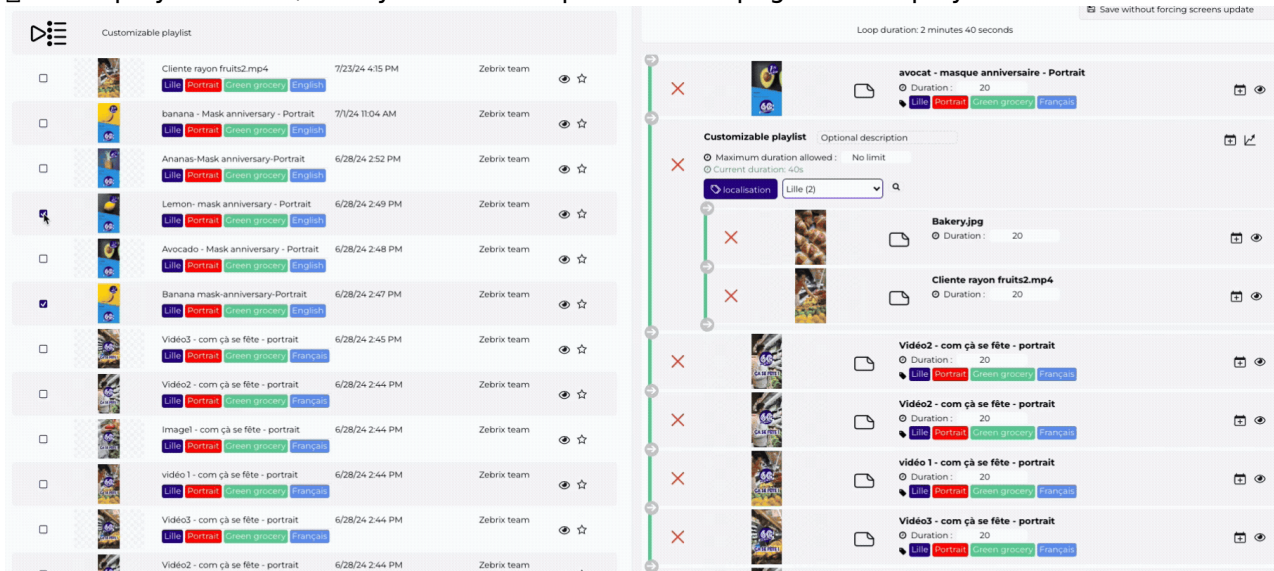 Save without forcing screens update
Customizable playlist
Loop duration: 2 minutes 40 seconds
Cliente rayon fruits2.mp4 7/23/24 4:15 PM Zebrix team
Lille Portrait Green grocery English
banana - Mask anniversary - Portrait 7/1/24 11:04 AM Zebrix team
Lille Portrait Green grocery English
Ananas-Mask anniversary-Portrait 6/28/24 2:52 PM Zebrix team
Lille Portrait Green grocery English
Lemon- mask anniversary - Portrait 6/28/24 2:49 PM Zebrix team
Lille Portrait Green grocery English
Avocado - Mask anniversary - Portrait 6/28/24 2:48 PM Zebrix team
Lille Portrait Green grocery English
Banana mask-anniversary-Portrait 6/28/24 2:47 PM Zebrix team
Lille Portrait Green grocery English
Vidéo3 - com çà se fête - portrait 6/28/24 2:45 PM Zebrix team
Lille Portrait Green grocery Français
Vidéo2 - com çà se fête - portrait 6/28/24 2:44 PM Zebrix team
Lille Portrait Green grocery Français
Image1 - com çà se fête - portrait 6/28/24 2:44 PM Zebrix team
Lille Portrait Green grocery Français
vidéo 1 - com çà se fête - portrait 6/28/24 2:44 PM Zebrix team
Lille Portrait Green grocery Français
Vidéo3 - com çà se fête - portrait 6/28/24 2:44 PM Zebrix team
Lille Portrait Green grocery Français
Vidéo2 - com çà se fête - portrait 6/28/24 2:44 PM Zebrix team
avocat - masque anniversaire - Portrait
Duration : 20
Lille Portrait Green grocery Français
Customizable playlist Optional description
Maximum duration allowed : No limit
Current duration: 40s
localisation Lille (2)
Bakery.jpg
Duration : 20
Cliente rayon fruits2.mp4
Duration : 20
Vidéo2 - com çà se fête - portrait
Duration : 20
Lille Portrait Green grocery Français
Vidéo2 - com çà se fête - portrait
Duration : 20
Lille Portrait Green grocery Français
vidéo 1 - com çà se fête - portrait
Duration : 20
Lille Portrait Green grocery Français
Vidéo3 - com çà se fête - portrait
Duration : 20
Lille Portrait Green grocery Français